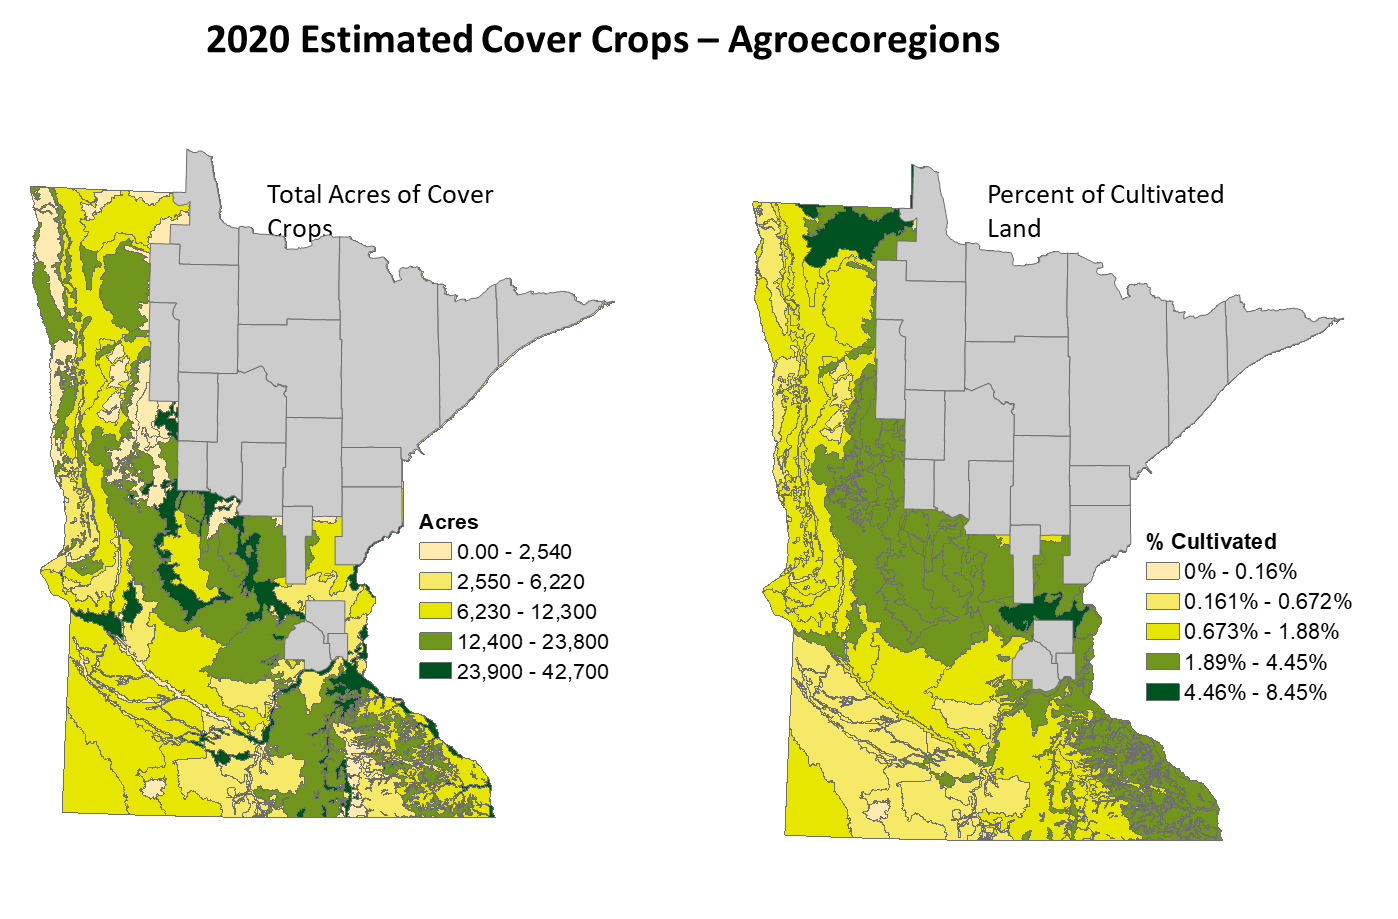 2020 Estimated Cover Crops – Agroecoregions
Total Acres of Cover
Crops
Acres
0.00 - 2,540
2,550 - 6,220
6,230 - 12,300
12,400 - 23,800
23,900 - 42,700
Percent of Cultivated
Land
% Cultivated
0% - 0.16%
0.161% - 0.672%
0.673% - 1.88%
1.89% - 4.45%
4.46% - 8.45%